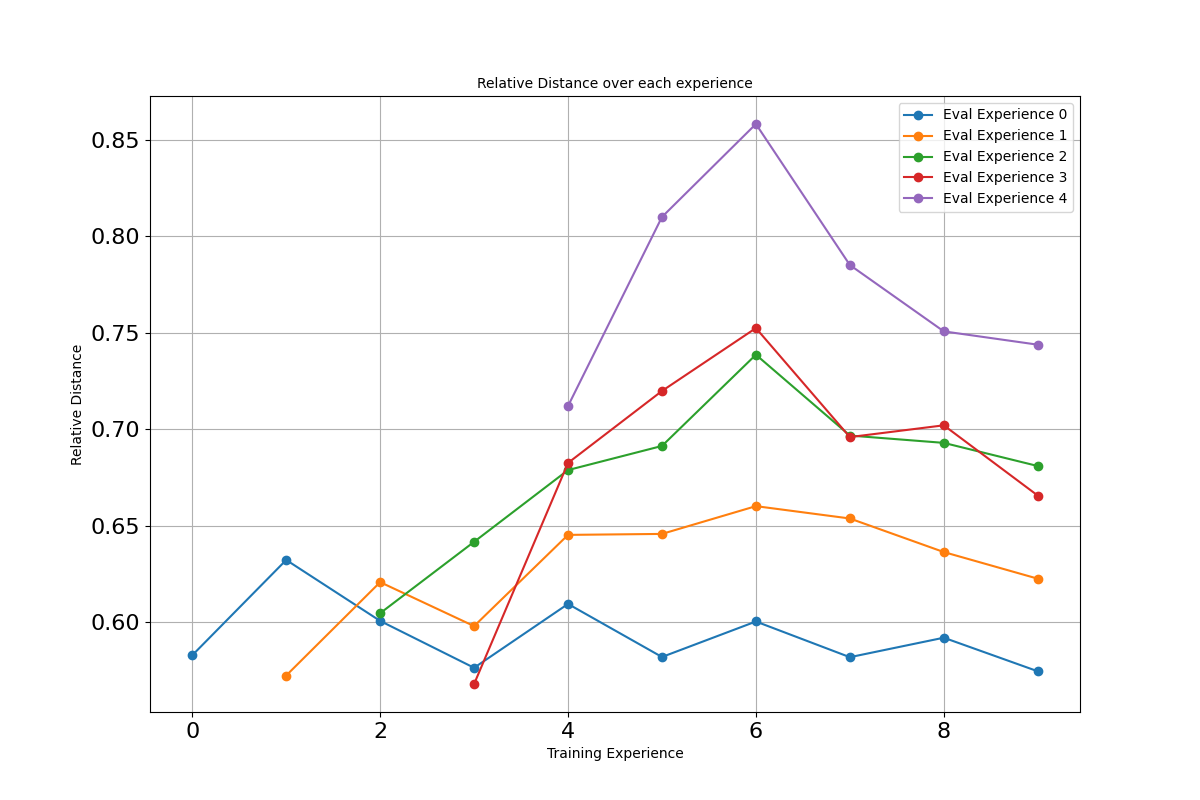 Relative Distance over each experience
Eval Experience 0
Eval Experience 1
Eval Experience 2
Eval Experience 3
Eval Experience 4
0.85
0.80
0.75
0.70
0.65
0.60
Relative Distance
0 2 4 6 8
Training Experience